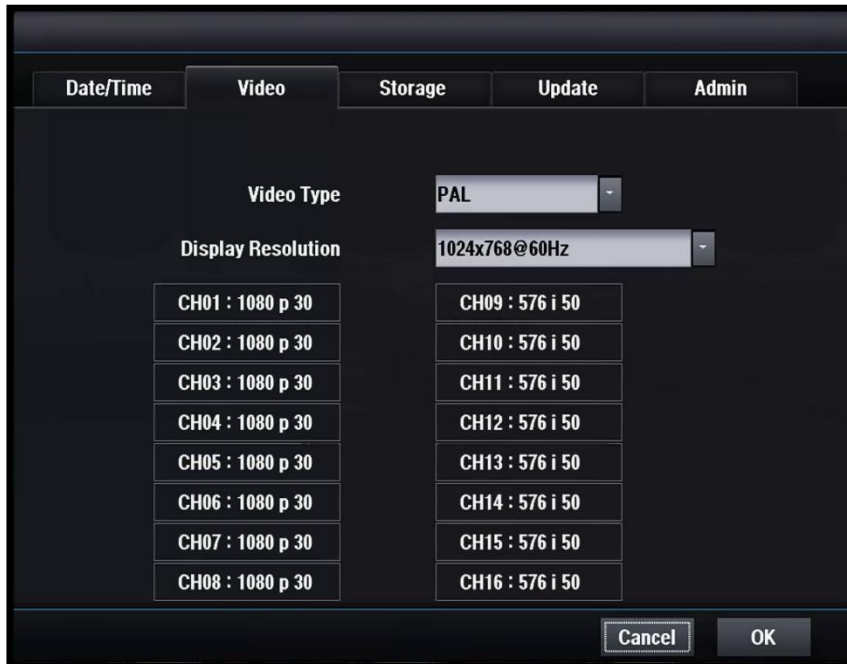 Date/Time Video Storage Update Admin
Video Type PAL
Display Resolution 1024x768@60Hz
CH01 : 1080 p 30 CH09 : 576 i 50
CH02 : 1080 p 30 CH10 : 576 i 50
CH03 : 1080 p 30 CH11 : 576 i 50
CH04 : 1080 p 30 CH12 : 576 i 50
CH05 : 1080 p 30 CH13 : 576 i 50
CH06 : 1080 p 30 CH14 : 576 i 50
CH07 : 1080 p 30 CH15 : 576 i 50
CH08 : 1080 p 30 CH16 : 576 i 50
Cancel OK